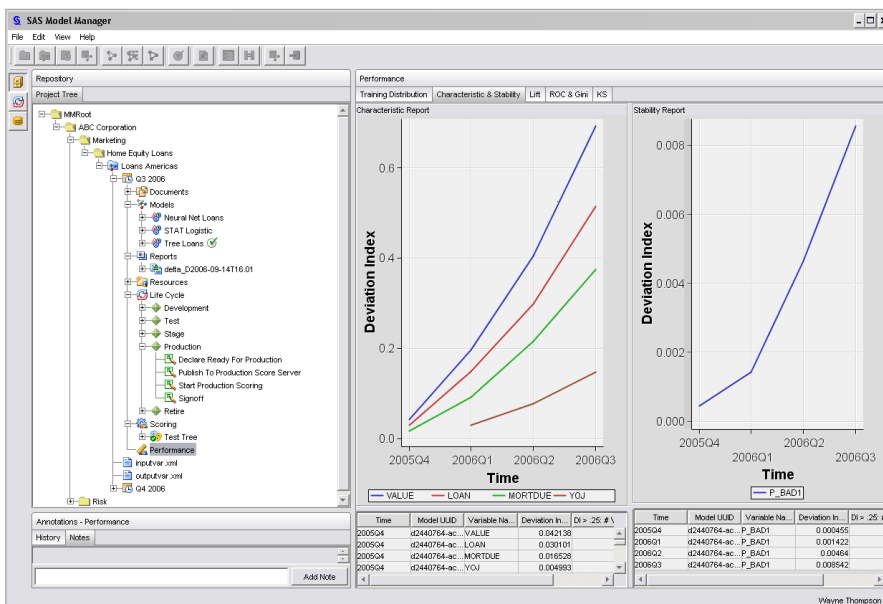 SAS Model Manager
File Edit View Help
Repository
Project Tree
MMRoot
ABC Corporation
Marketing
Home Equity Loans
Loans Americas
Q3 2006
Documents
Models
Neural Net Loans
STAT Logistic
Tree Loans
Reports
delta_D2006-09-14T16.01
Resources
Life Cycle
Development
Test
Stage
Production
Declare Ready For Production
Publish To Production Score Server
Start Production Scoring
Signoff
Retire
Scoring
Test Tree
Performance
inputvar.xml
outputvar.xml
Q4 2006
Risk
Annotations - Performance
History Notes
Add Note
Performance
Training Distribution Characteristic & Stability Lift ROC & Gini KS
Characteristic Report
Deviation Index
0.6
0.4
0.2
0.0
2005Q4 2006Q1 2006Q2 2006Q3
Time
VALUE LOAN MORTDUE YOJ
Time Model UUID Variable Na... Deviation In... DI > .25: # V
2005Q4 d2440764-ac... VALUE 0.042138
2005Q4 d2440764-ac... LOAN 0.030101
2005Q4 d2440764-ac... MORTDUE 0.016528
2005Q4 d2440764-ac... YOJ 0.004993
Stability Report
Deviation Index
0.008
0.006
0.004
0.002
0.000
2005Q4 2006Q2
2006Q1 2006Q3
Time
P_BAD1
Time Model UUID Variable Na... Deviation In... DI > .25: #
2005Q4 d2440764-ac... P_BAD1 0.000455
2006Q1 d2440764-ac... P_BAD1 0.001422
2006Q2 d2440764-ac... P_BAD1 0.00464
2006Q3 d2440764-ac... P_BAD1 0.008542
Wayne Thompson